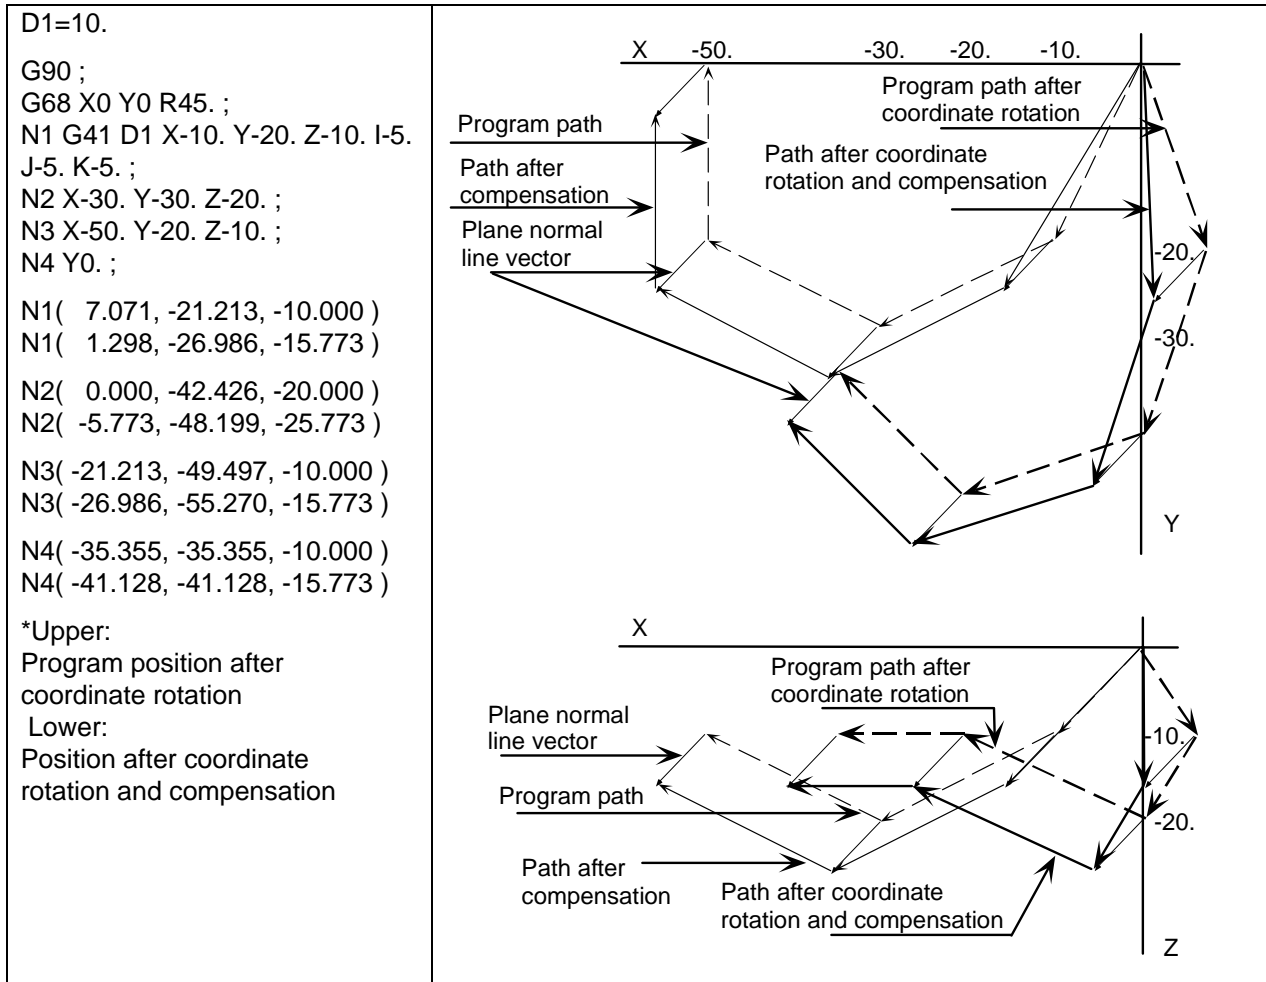 D1=10.
G90 ;
G68 X0 Y0 R45. ;
N1 G41 D1 X-10. Y-20. Z-10. I-5.
J-5. K-5. ;
N2 X-30. Y-30. Z-20. ;
N3 X-50. Y-20. Z-10. ;
N4 Y0. ;
N1( 7.071, -21.213, -10.000 )
N1( 1.298, -26.986, -15.773 )
N2( 0.000, -42.426, -20.000 )
N2( -5.773, -48.199, -25.773 )
N3( -21.213, -49.497, -10.000 )
N3( -26.986, -55.270, -15.773 )
N4( -35.355, -35.355, -10.000 )
N4( -41.128, -41.128, -15.773 )
*Upper:
Program position after
coordinate rotation
Lower:
Position after coordinate
rotation and compensation
X -50. -30. -20. -10.
Program path after
coordinate rotation
Program path
Path after coordinate
rotation and compensation
Path after
compensation
Plane normal
line vector
-20.
-30.
Y
X
Program path after
coordinate rotation
Plane normal
line vector
-10.
Program path
-20.
Path after
compensation
Path after coordinate
rotation and compensation
Z